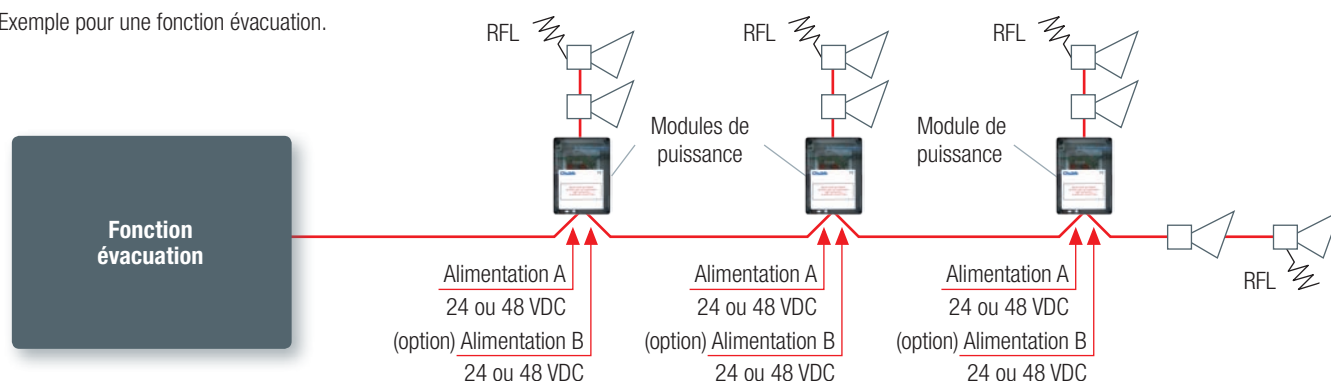 Exemple pour une fonction évacuation.
RFL
RFL
RFL
Modules de
puissance
Module de
puissance
Fonction
évacuation
Alimentation A
24 ou 48 VDC
(option) Alimentation B
24 ou 48 VDC
Alimentation A
24 ou 48 VDC
(option) Alimentation B
24 ou 48 VDC
Alimentation A
24 ou 48 VDC
(option) Alimentation B
24 ou 48 VDC
RFL